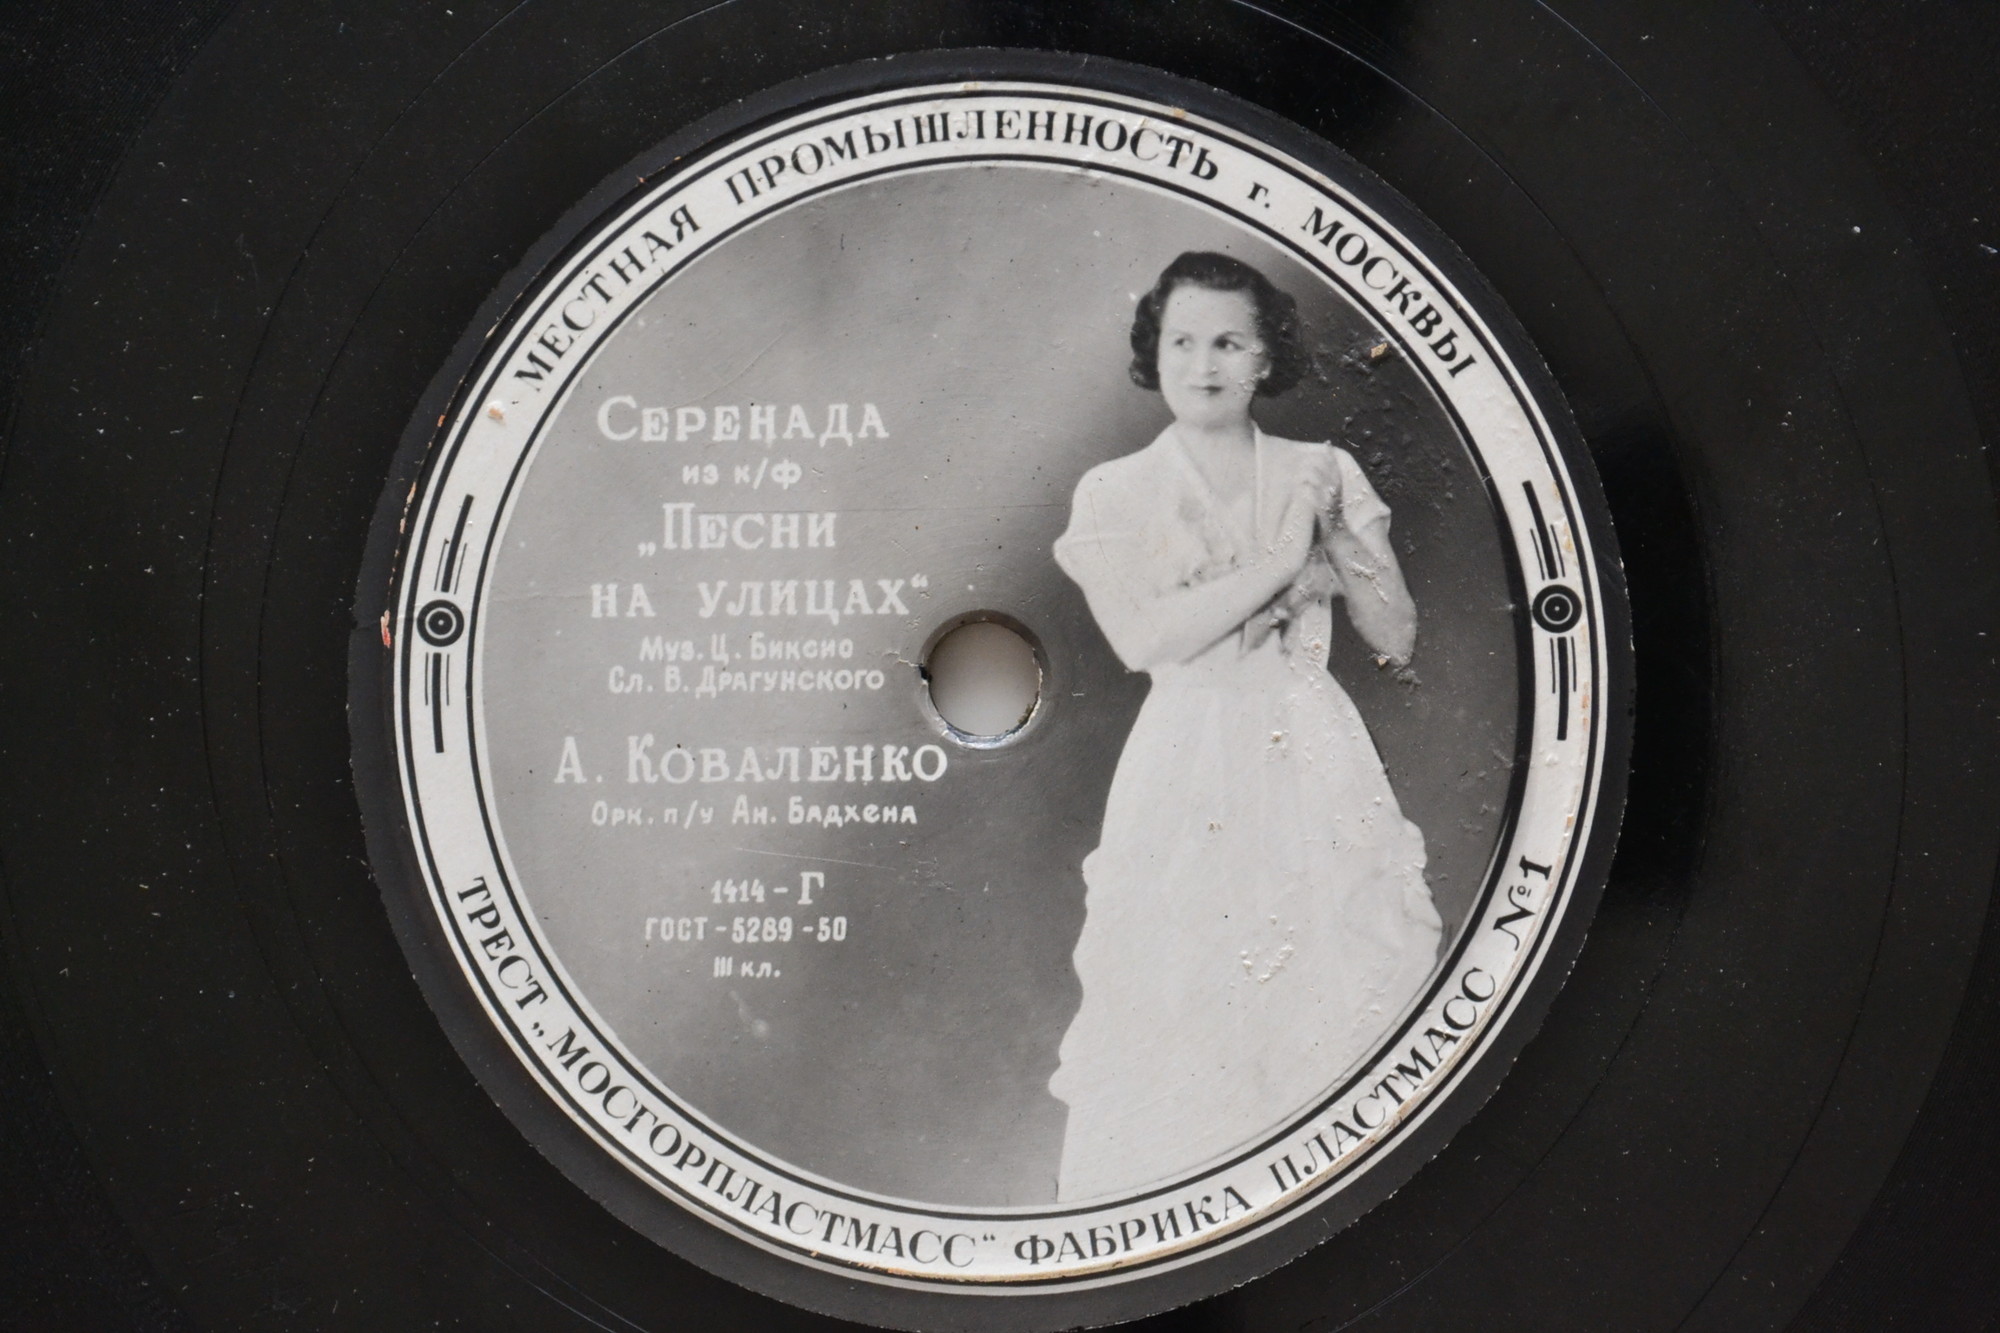 МЕСТНАЯ ПРОМЫШЛЕННОСТЬ г. МОСКВЫ
СЕРЕНАДА
из к/ф
„ПЕСНИ
НА УЛИЦАХ“
Муз. Ц. Биксио
Сл. В. Драгунского
А. КОВАЛЕНКО
Орк. п/у Ан. Бадхена
1414-Г
ГОСТ-5289-50
III кл.
ТРЕСТ „МОСГОРПЛАСТМАСС“ ФАБРИКА ПЛАСТМАСС №1